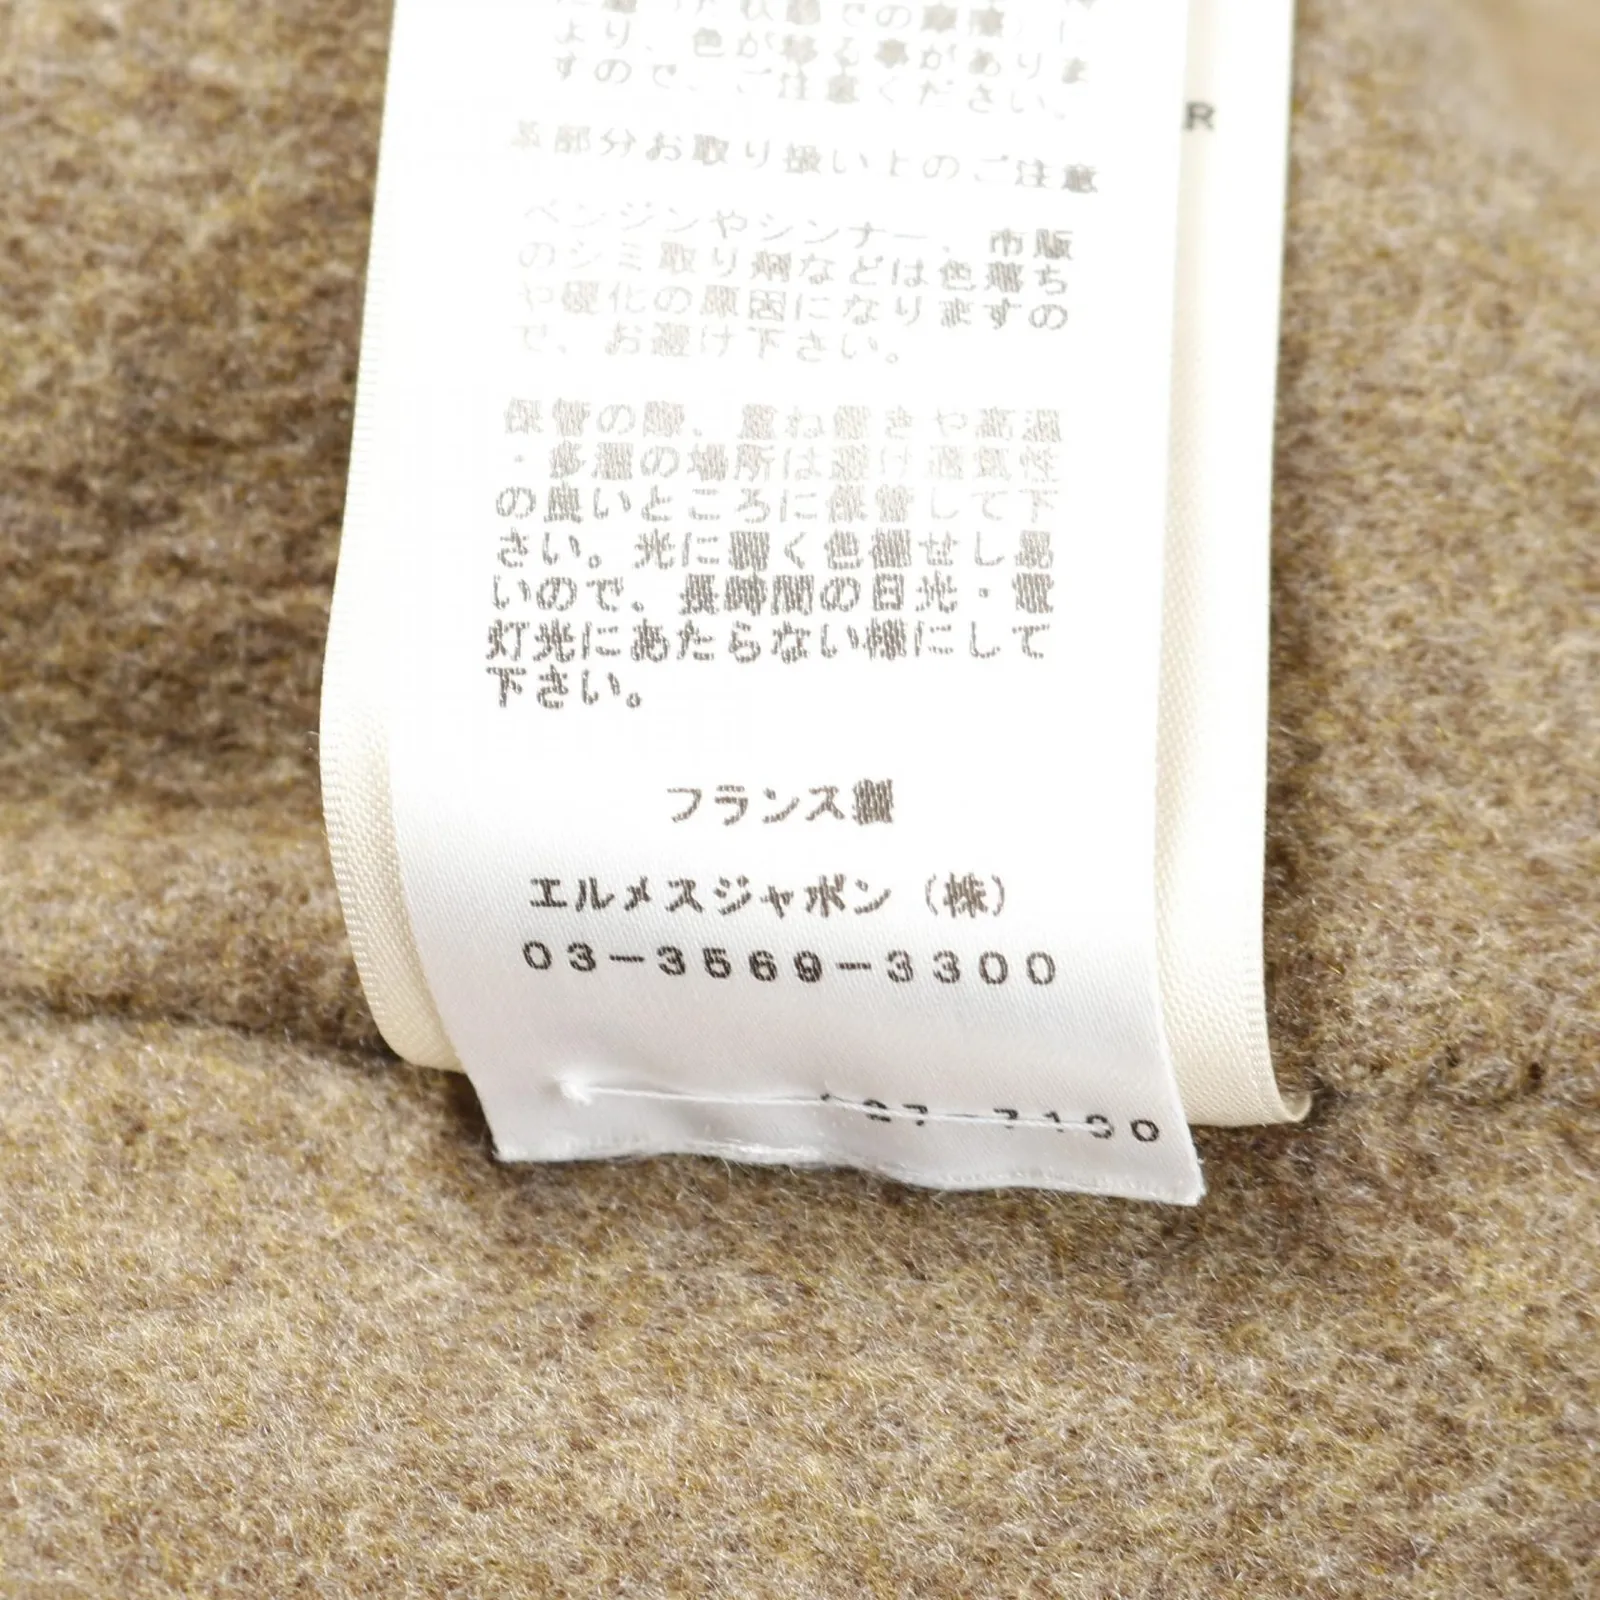 より、色が移る事がありま
すので、ご注意ください。
革部分お取り扱い上のご注意
ベンジンやシンナー、市販
のシミ取り剤などは色落ち
や硬化の原因になりますの
で、お避け下さい。
保管の際、重ね置きや高温
・多湿の場所は避け通気性
の良いところに保管して下
さい。光に弱く色褪せし易
いので、長時間の日光・電
灯光にあたらない様にして
下さい。
フランス製
エルメスジャポン（株）
03-3569-3300
R